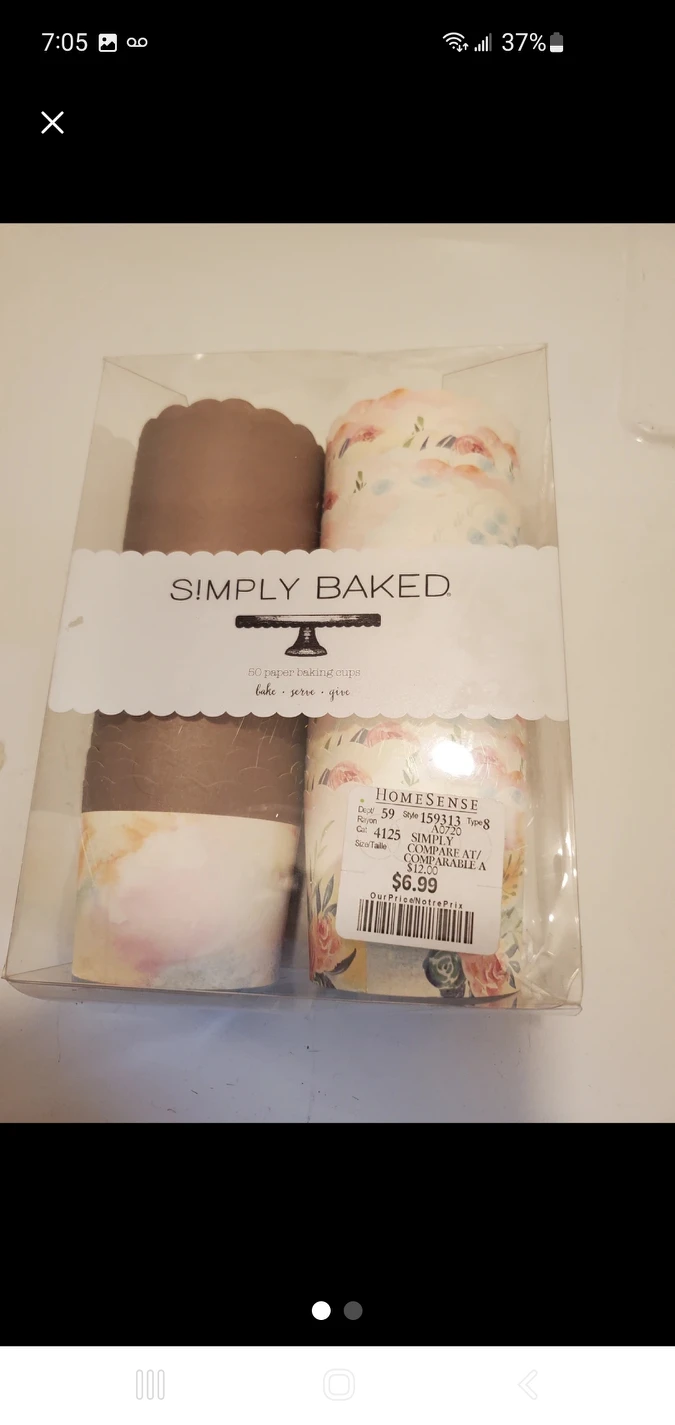 7:05
37%
S!MPLY BAKED
50 paper baking cups
bake · serve · give
HOMESENSE
Dept/ Rayon 59 Style 159313 Type 8
Cat 4125 A0720
Size/Taille SIMPLY
COMPARE AT/
COMPARABLE A
$12.00
$6.99
OurPrice/NotrePrix